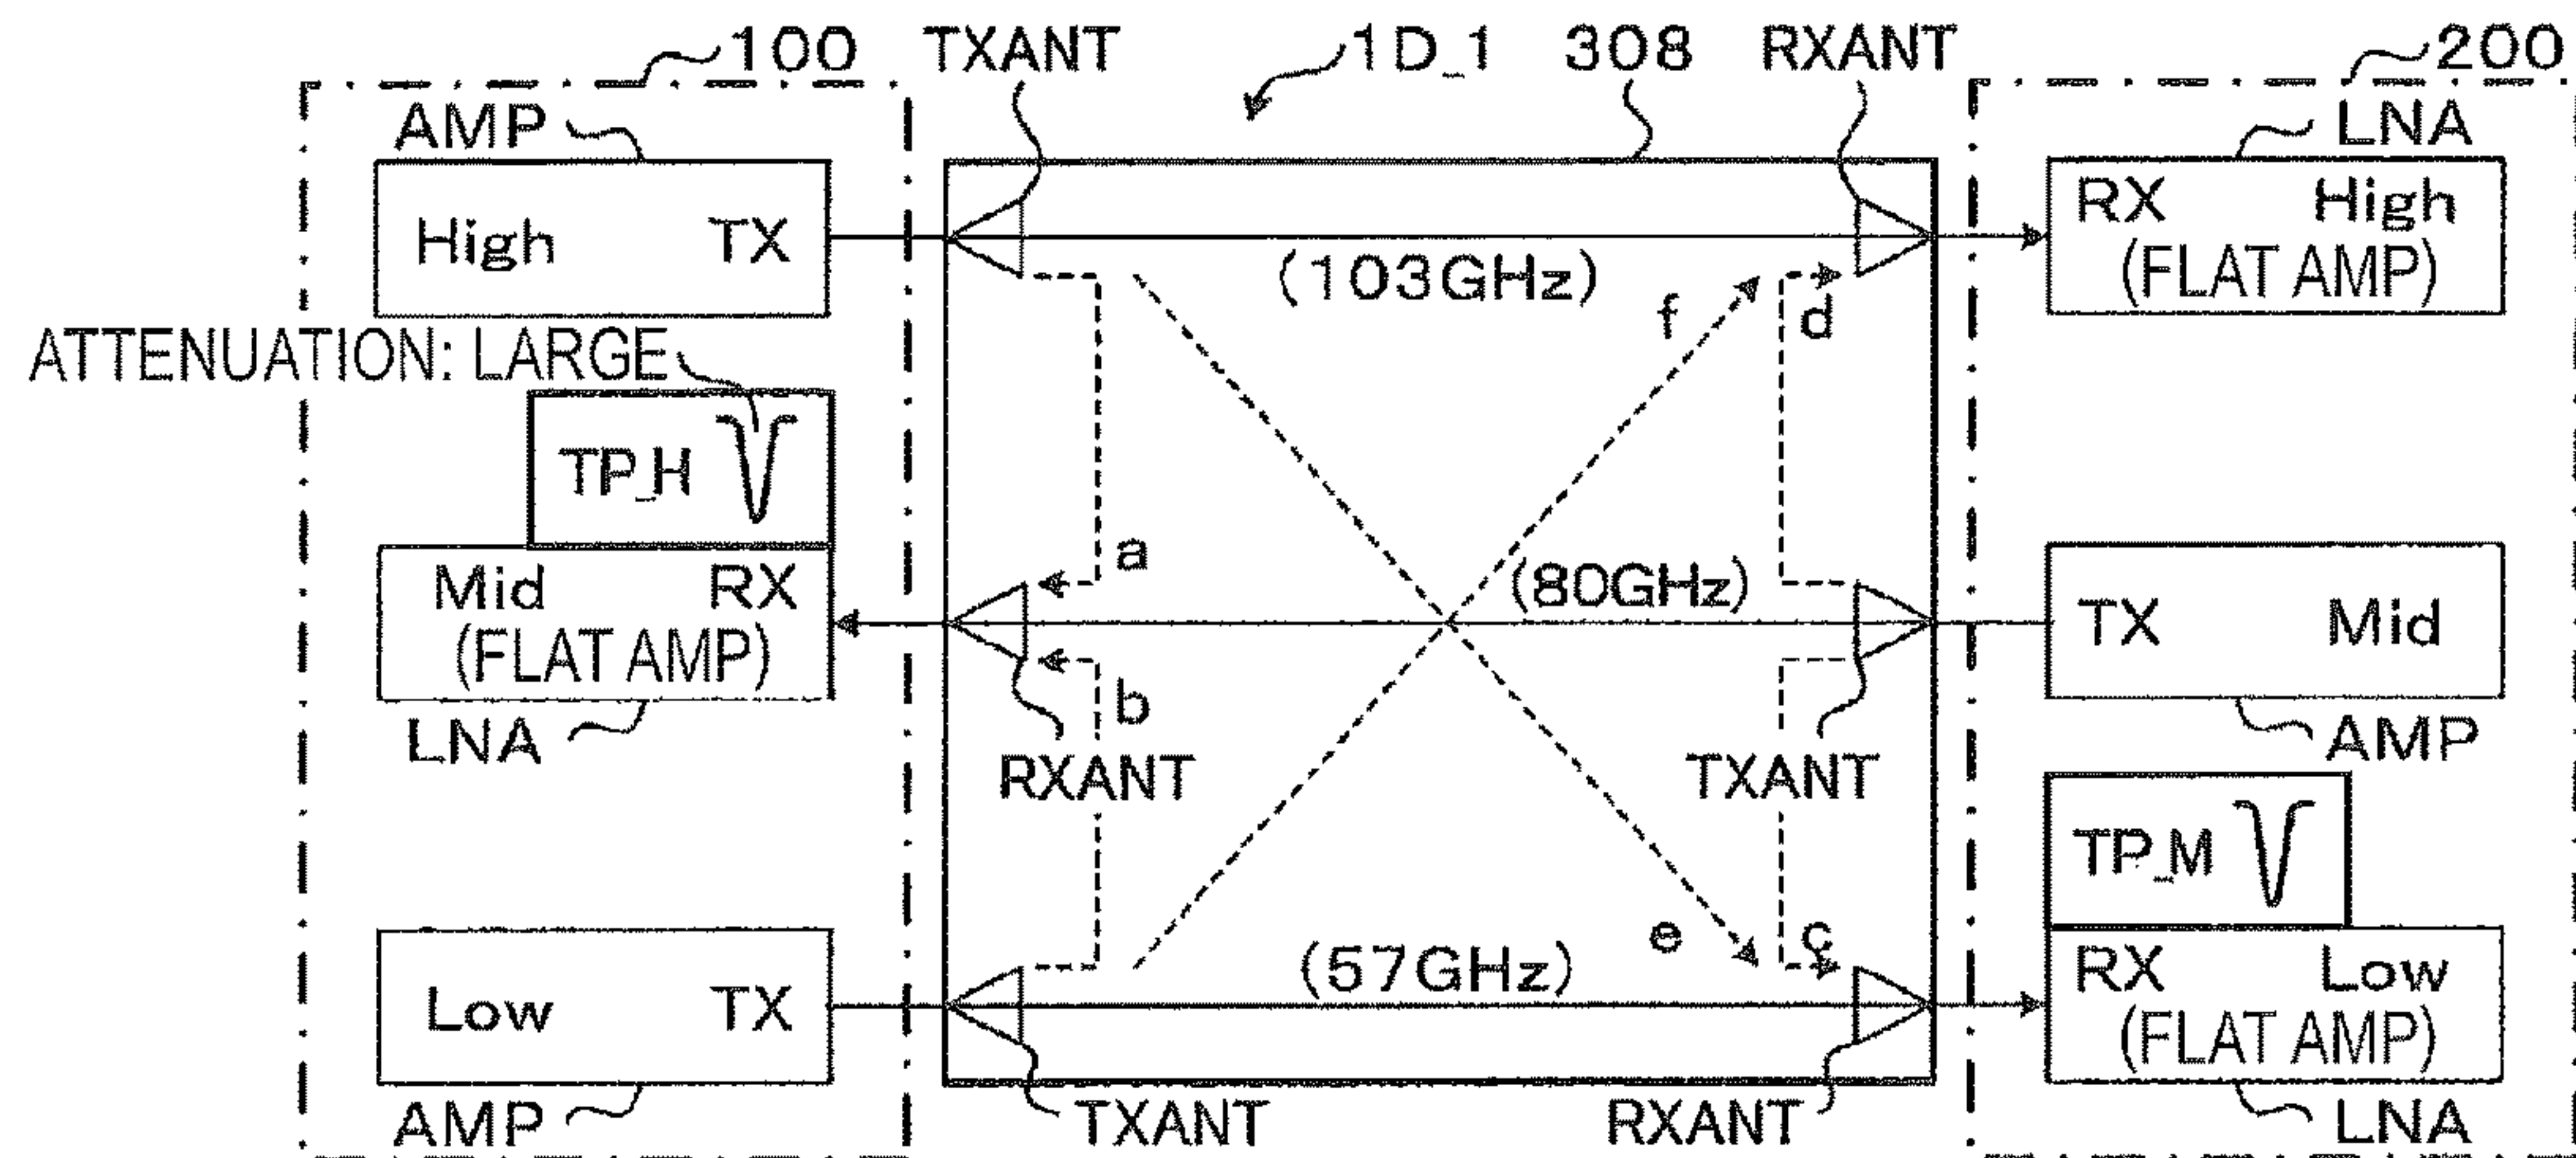 100 TXANT 1D_1 308 RXANT 200
AMP
LNA
High TX
RX High
(FLAT AMP)
(103GHz)
f
d
ATTENUATION: LARGE
TP_H
a
(80GHz)
Mid RX
(FLAT AMP)
TX Mid
b
LNA
AMP
RXANT
TXANT
TP_M
e
c
(57GHz)
Low TX
RX Low
(FLAT AMP)
AMP
TXANT
RXANT
LNA